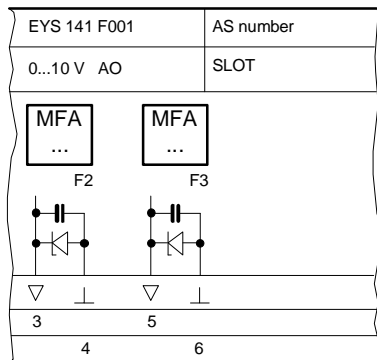 EYS 141 F001 AS number
0...10 V AO SLOT
MFA MFA
... ...
F2 F3
3 5
4 6